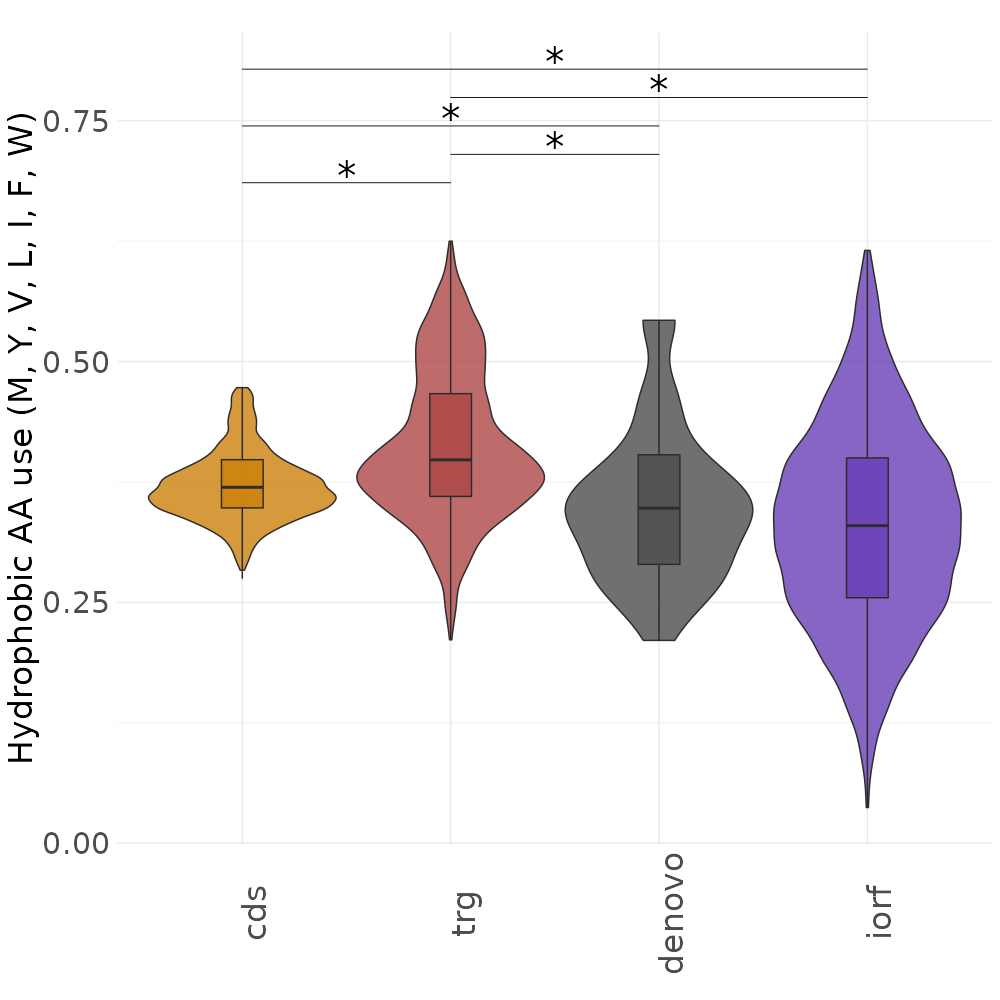 Hydrophobic AA use (M, Y, V, L, I, F, W)
*
*
*
*
*
0.75
0.50
0.25
0.00
cds
trg
denovo
iorf